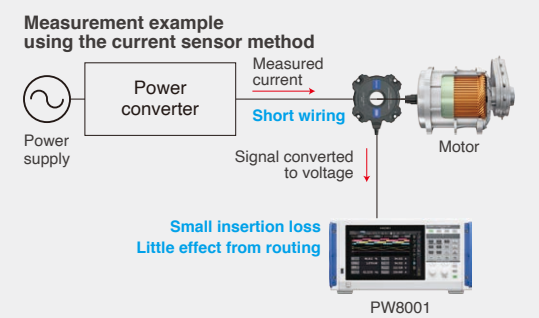 Measurement example
using the current sensor method
Measured
current
Power
converter
Short wiring
Power
supply
Motor
Signal converted
to voltage
Small insertion loss
Little effect from routing
PW8001